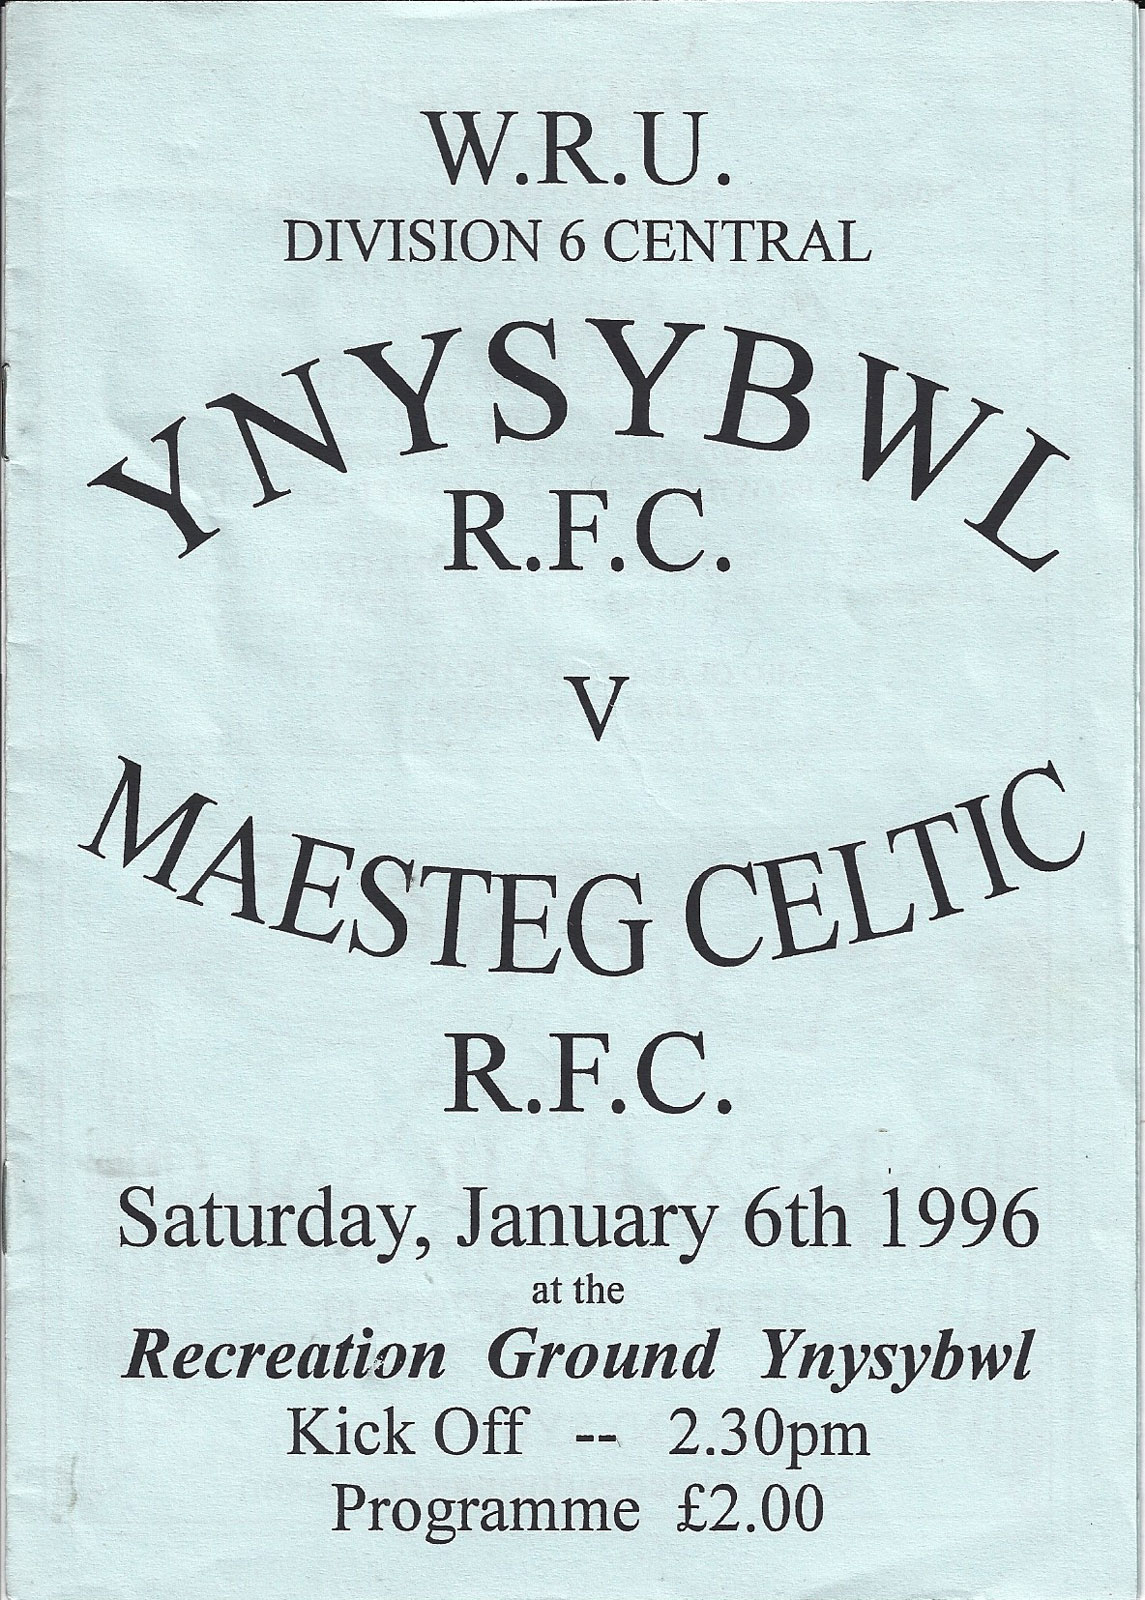 W.R.U.
DIVISION 6 CENTRAL
YNYSYBWL
R.F.C.
V
MAESTEG CELTIC
R.F.C.
Saturday, January 6th 1996
at the
Recreation Ground Ynysybwl
Kick Off -- 2.30pm
Programme £2.00